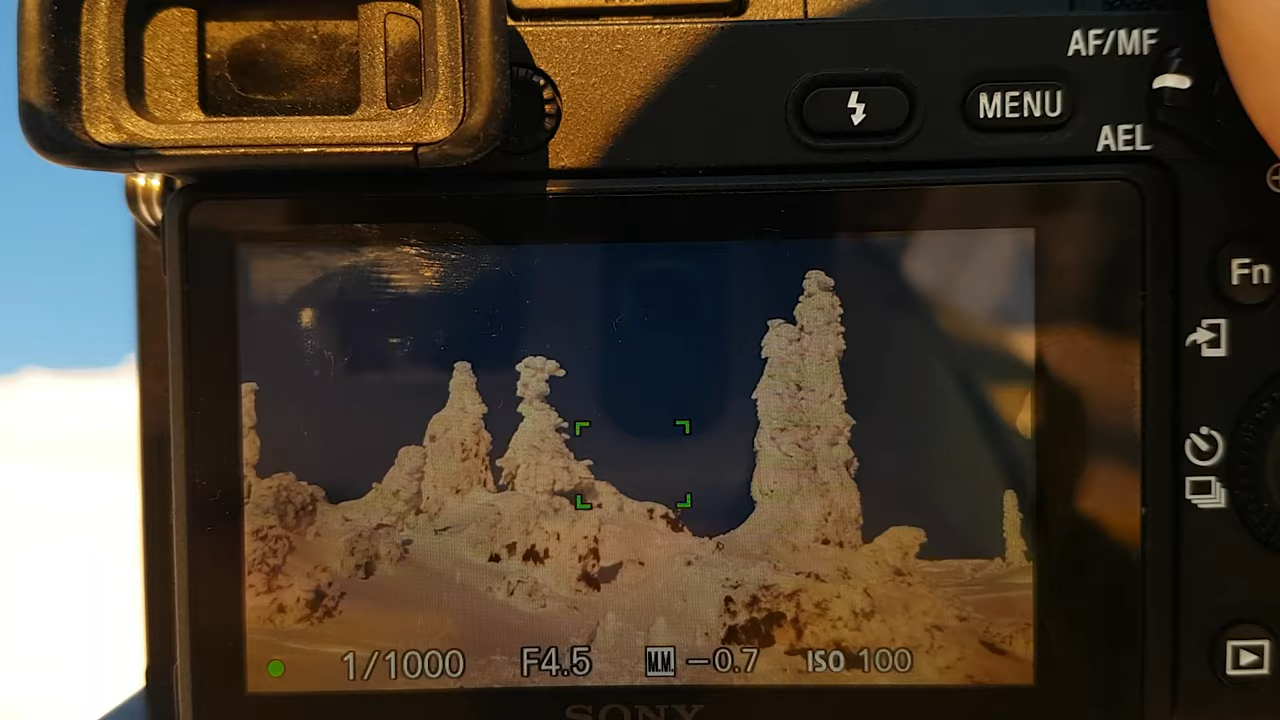 AF/MF
MENU
AEL
Fn
1/1000 F4.5 M.M. −0.7 ISO 100
SONY